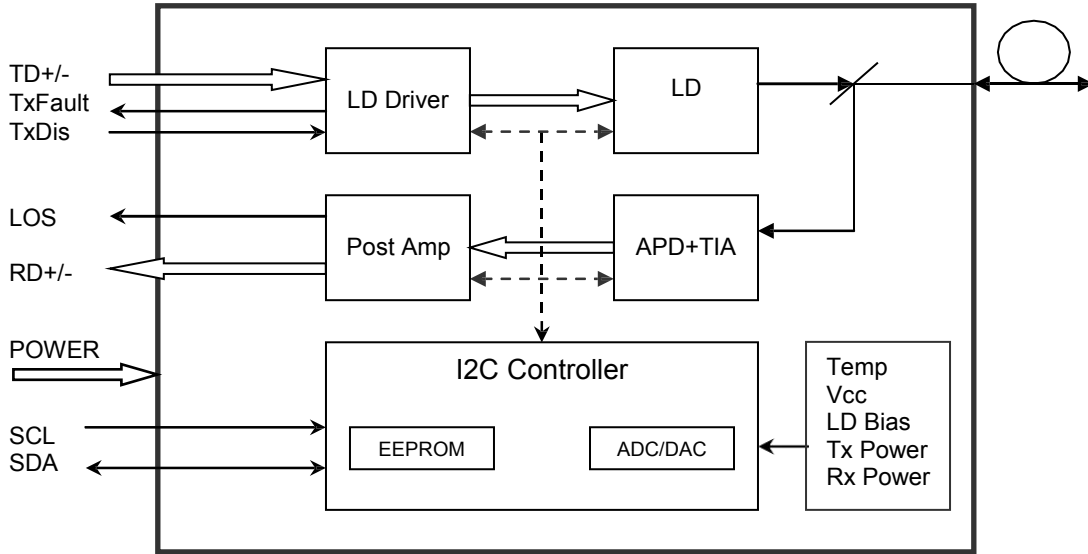 TD+/-
TxFault
TxDis
LD Driver
LD
LOS
RD+/-
Post Amp
APD+TIA
POWER
SCL
SDA
I2C Controller
EEPROM
ADC/DAC
Temp
Vcc
LD Bias
Tx Power
Rx Power